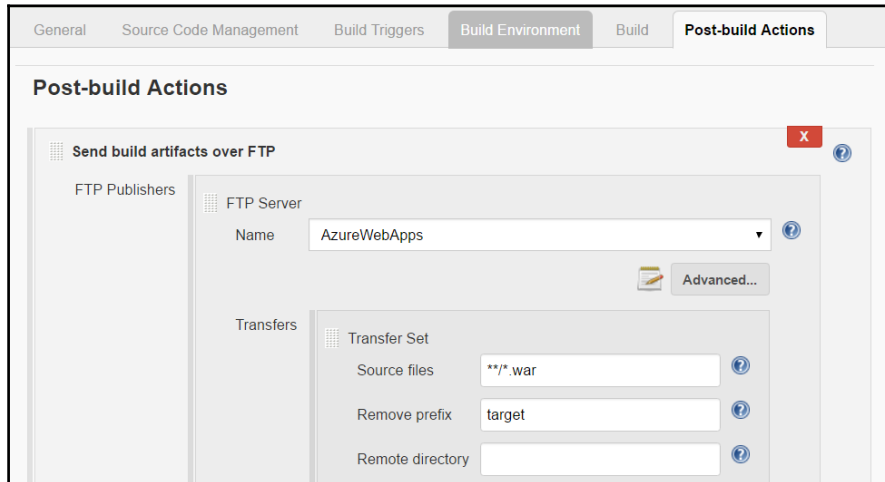 General Source Code Management Build Triggers Build Environment Build Post-build Actions
Post-build Actions
X
Send build artifacts over FTP
FTP Publishers
FTP Server
Name AzureWebApps
Advanced...
Transfers
Transfer Set
Source files **/*.war
Remove prefix target
Remote directory